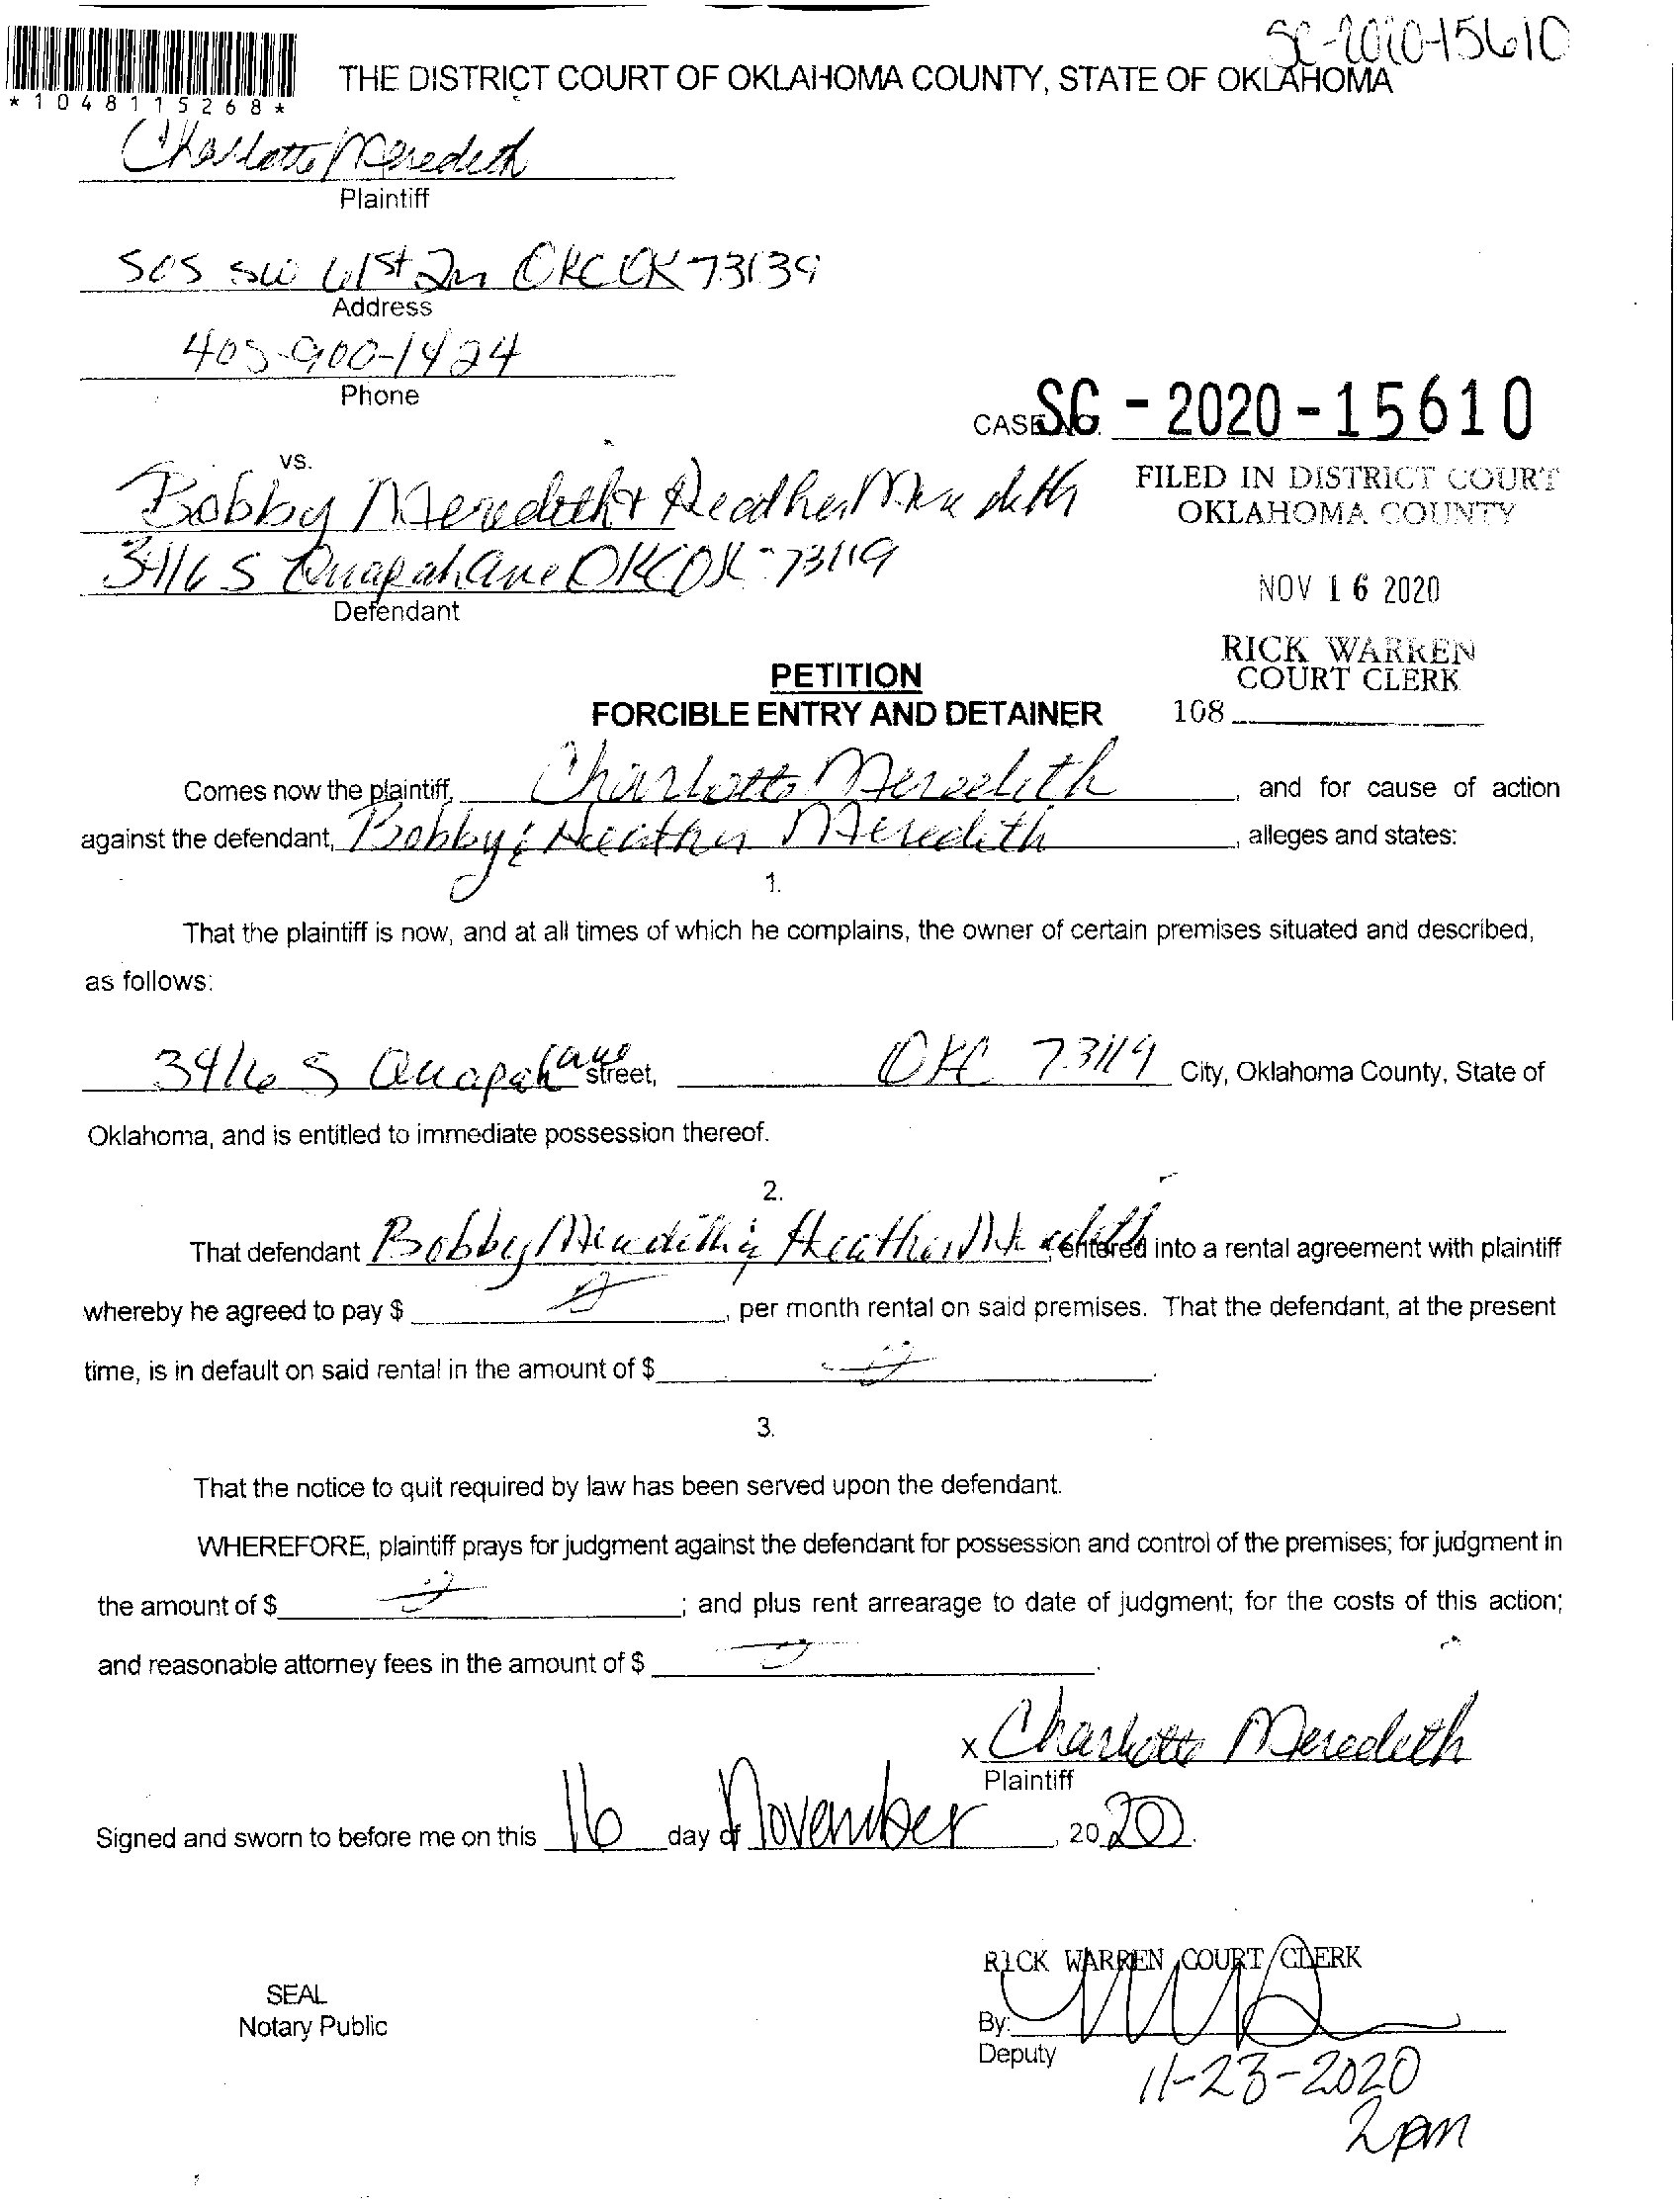 SC-2020-15610
*1048115268*
THE DISTRICT COURT OF OKLAHOMA COUNTY, STATE OF OKLAHOMA
Charlotte Meredith
Plaintiff
505 SW 61st Ln OKC OK 73139
Address
405-900-1424
Phone
CASE NO. SC - 2020 - 15610
vs.
Bobby Meredith & Heather Meredith
3416 S Quapah ave OKC OK 73119
Defendant
FILED IN DISTRICT COURT
OKLAHOMA COUNTY
NOV 16 2020
RICK WARREN
COURT CLERK
108
PETITION
FORCIBLE ENTRY AND DETAINER
Comes now the plaintiff, Charlotte Meredith, and for cause of action
against the defendant, Bobby & Heather Meredith, alleges and states:
1.
That the plaintiff is now, and at all times of which he complains, the owner of certain premises situated and described,
as follows:
3416 S Quapah ave street, OKC 73119 City, Oklahoma County, State of
Oklahoma, and is entitled to immediate possession thereof.
2.
That defendant Bobby Meredith & Heather Meredith, entered into a rental agreement with plaintiff
whereby he agreed to pay $, per month rental on said premises. That the defendant, at the present
time, is in default on said rental in the amount of $.
3.
That the notice to quit required by law has been served upon the defendant.
WHEREFORE, plaintiff prays for judgment against the defendant for possession and control of the premises; for judgment in
the amount of $; and plus rent arrearage to date of judgment; for the costs of this action;
and reasonable attorney fees in the amount of $.
x Charlotte Meredith
Plaintiff
Signed and sworn to before me on this 16 day of November, 2020.
RICK WARREN COURT CLERK
SEAL
Notary Public
By:
Deputy
11-23-2020
2pm